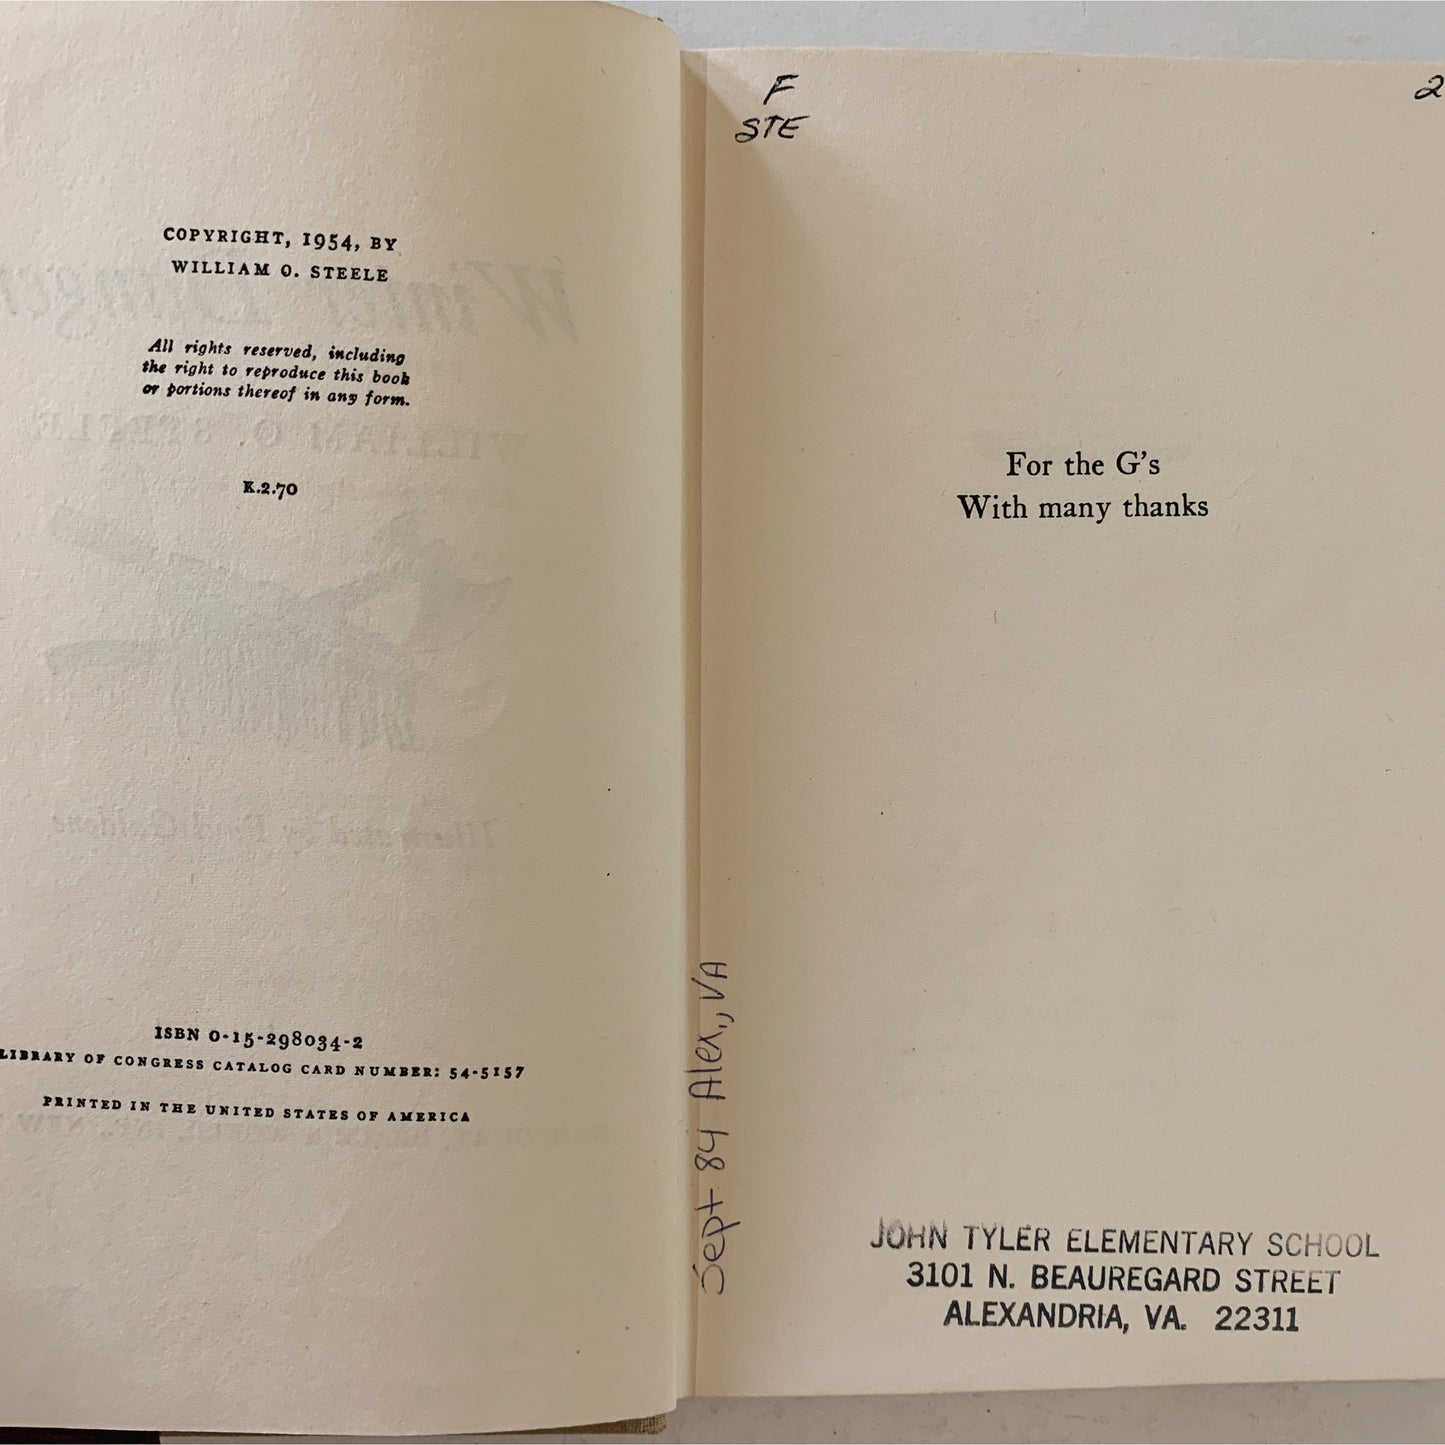 COPYRIGHT, 1954, BY
WILLIAM O. STEELE
All rights reserved, including
the right to reproduce this book
or portions thereof in any form.
K.2.70
ISBN 0-15-298034-2
LIBRARY OF CONGRESS CATALOG CARD NUMBER: 54-5157
PRINTED IN THE UNITED STATES OF AMERICA
F
STE
2
For the G's
With many thanks
Sept 84 Alex., VA
JOHN TYLER ELEMENTARY SCHOOL
3101 N. BEAUREGARD STREET
ALEXANDRIA, VA. 22311